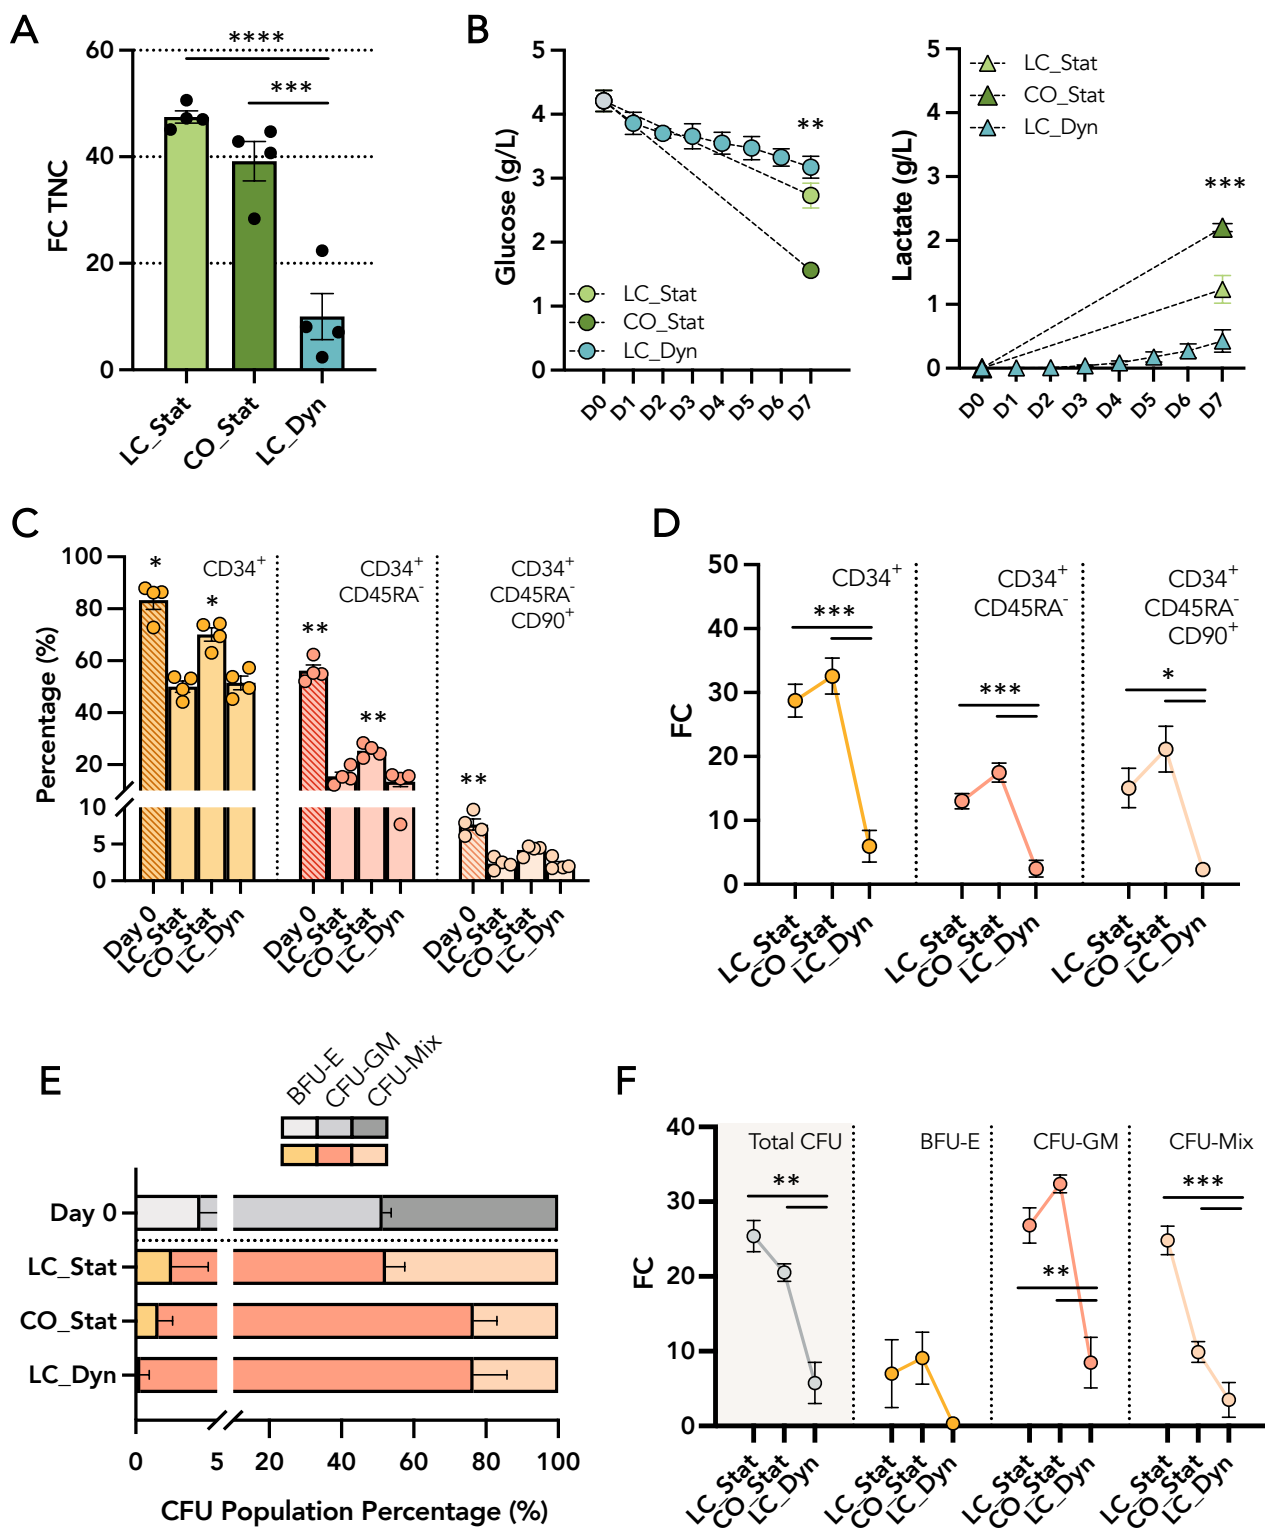 A
FC TNC
60
40
20
0
****
***
LC_Stat
CO_Stat
LC_Dyn
B
Glucose (g/L)
5
4
3
2
1
0
**
LC_Stat
CO_Stat
LC_Dyn
D0
D1
D2
D3
D4
D5
D6
D7
Lactate (g/L)
5
4
3
2
1
0
LC_Stat
CO_Stat
LC_Dyn
***
D0
D1
D2
D3
D4
D5
D6
D7
C
Percentage (%)
100
80
60
40
20
10
5
0
CD34+
*
*
CD34+
CD45RA-
**
**
CD34+
CD45RA-
CD90+
**
Day 0
LC_Stat
CO_Stat
LC_Dyn
Day 0
LC_Stat
CO_Stat
LC_Dyn
Day 0
LC_Stat
CO_Stat
LC_Dyn
D
FC
50
40
30
20
10
0
CD34+
***
CD34+
CD45RA-
***
CD34+
CD45RA-
CD90+
*
LC_Stat
CO_Stat
LC_Dyn
LC_Stat
CO_Stat
LC_Dyn
LC_Stat
CO_Stat
LC_Dyn
E
BFU-E
CFU-GM
CFU-Mix
Day 0
LC_Stat
CO_Stat
LC_Dyn
0
5
20
40
60
80
100
CFU Population Percentage (%)
F
FC
40
30
20
10
0
Total CFU
**
BFU-E
CFU-GM
**
CFU-Mix
***
LC_Stat
CO_Stat
LC_Dyn
LC_Stat
CO_Stat
LC_Dyn
LC_Stat
CO_Stat
LC_Dyn
LC_Stat
CO_Stat
LC_Dyn